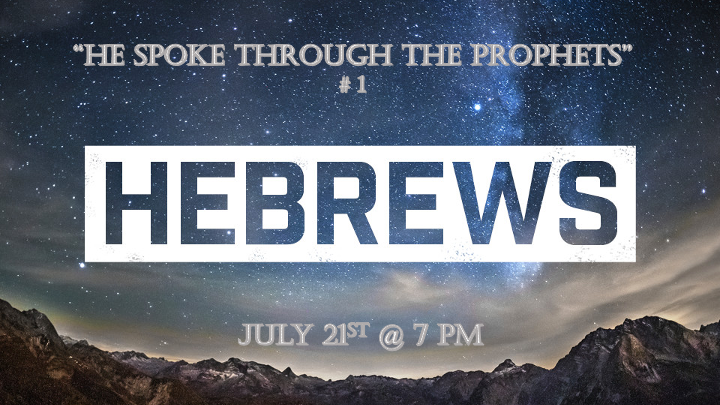 “HE SPOKE THROUGH THE PROPHETS”
# 1
HEBREWS
JULY 21ST @ 7 PM